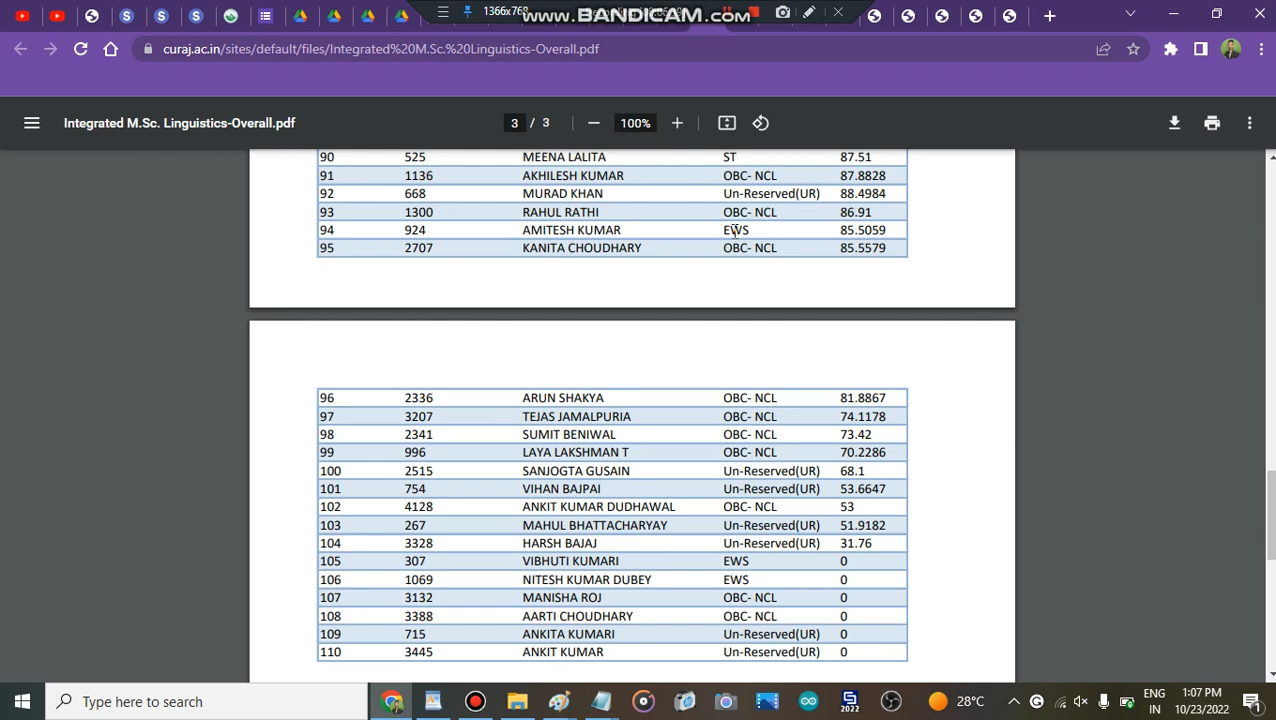 1366x768
www.BANDICAM.com
curaj.ac.in/sites/default/files/Integrated%20M.Sc.%20Linguistics-Overall.pdf
Integrated M.Sc. Linguistics-Overall.pdf
3 / 3
100%
90 525 MEENA LALITA ST 87.51
91 1136 AKHILESH KUMAR OBC- NCL 87.8828
92 668 MURAD KHAN Un-Reserved(UR) 88.4984
93 1300 RAHUL RATHI OBC- NCL 86.91
94 924 AMITESH KUMAR EWS 85.5059
95 2707 KANITA CHOUDHARY OBC- NCL 85.5579
96 2336 ARUN SHAKYA OBC- NCL 81.8867
97 3207 TEJAS JAMALPURIA OBC- NCL 74.1178
98 2341 SUMIT BENIWAL OBC- NCL 73.42
99 996 LAYA LAKSHMAN T OBC- NCL 70.2286
100 2515 SANJOGTA GUSAIN Un-Reserved(UR) 68.1
101 754 VIHAN BAJPAI Un-Reserved(UR) 53.6647
102 4128 ANKIT KUMAR DUDHAWAL OBC- NCL 53
103 267 MAHUL BHATTACHARYAY Un-Reserved(UR) 51.9182
104 3328 HARSH BAJAJ Un-Reserved(UR) 31.76
105 307 VIBHUTI KUMARI EWS 0
106 1069 NITESH KUMAR DUBEY EWS 0
107 3132 MANISHA ROJ OBC- NCL 0
108 3388 AARTI CHOUDHARY OBC- NCL 0
109 715 ANKITA KUMARI Un-Reserved(UR) 0
110 3445 ANKIT KUMAR Un-Reserved(UR) 0
Type here to search
2022
28°C
ENG
IN
1:07 PM
10/23/2022